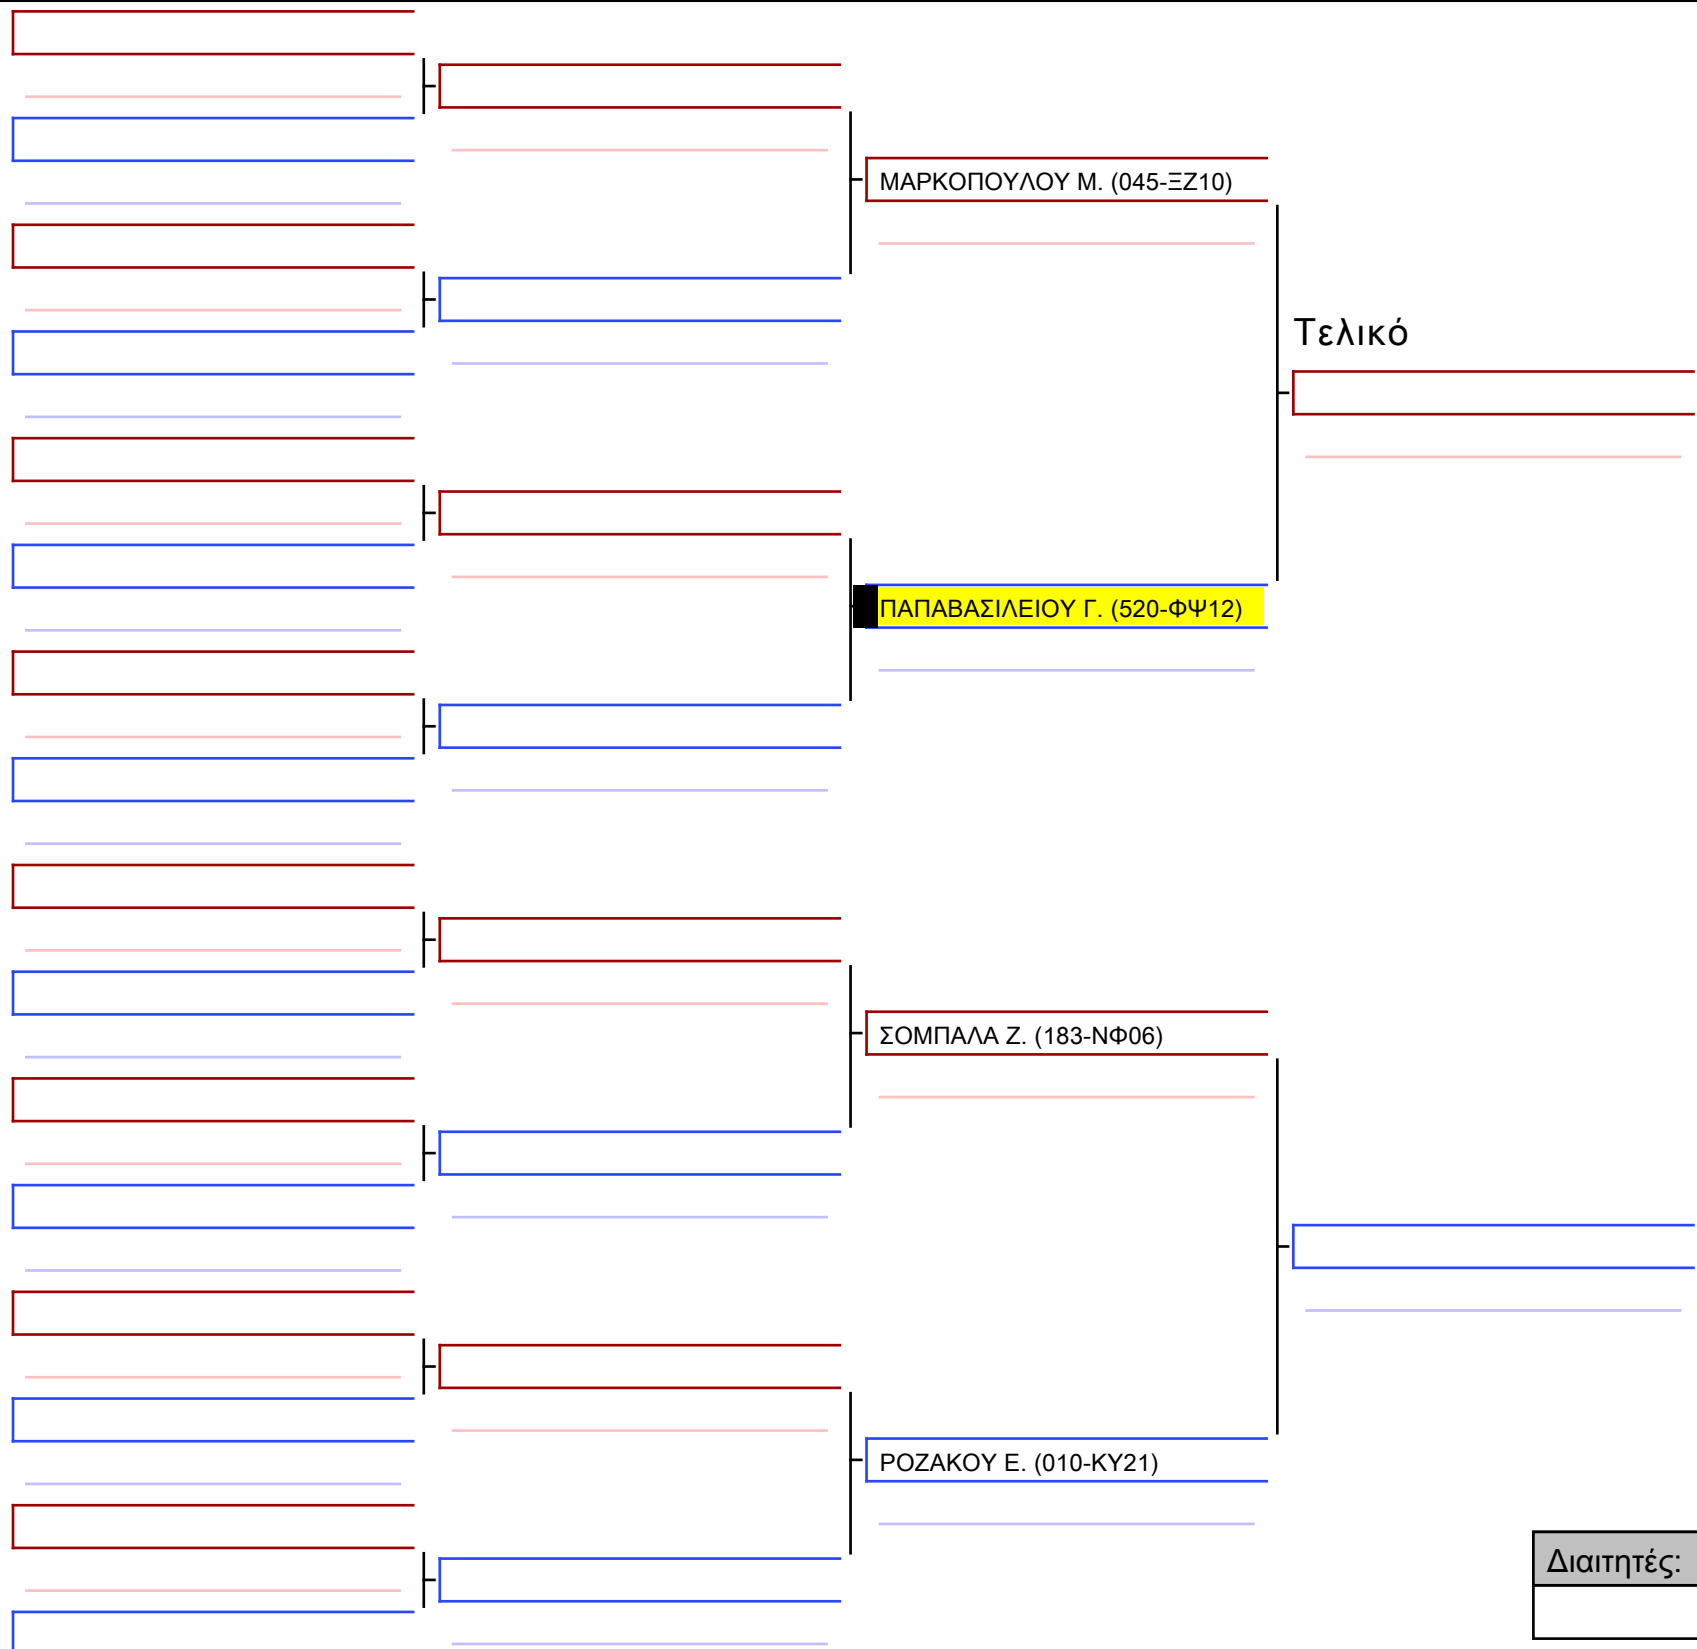 ΜΑΡΚΟΠΟΥΛΟΥ Μ. (045-ΞΖ10)
Τελικό
ΠΑΠΑΒΑΣΙΛΕΙΟΥ Γ. (520-ΦΨ12)
ΣΟΜΠΑΛΑ Ζ. (183-ΝΦ06)
ΡΟΖΑΚΟΥ Ε. (010-ΚΥ21)
Διαιτητές: